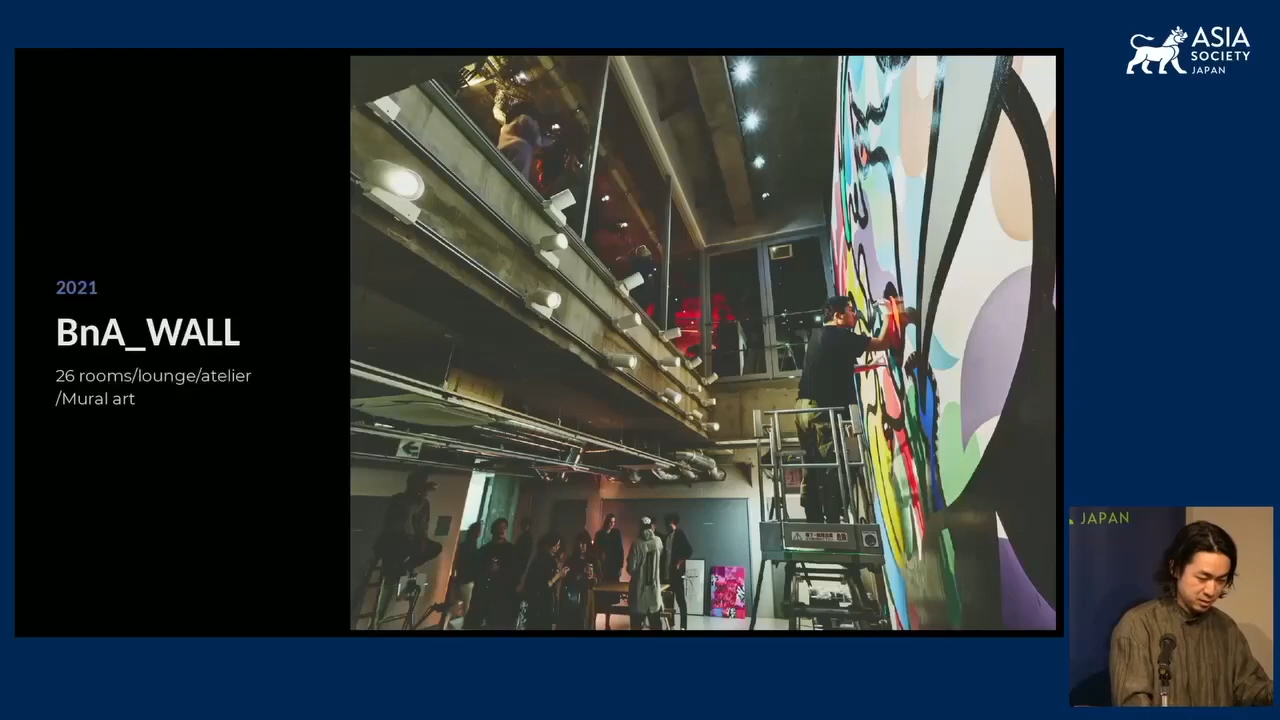 ASIA
SOCIETY
JAPAN
2021
BnA_WALL
26 rooms/lounge/atelier
/Mural art
JAPAN